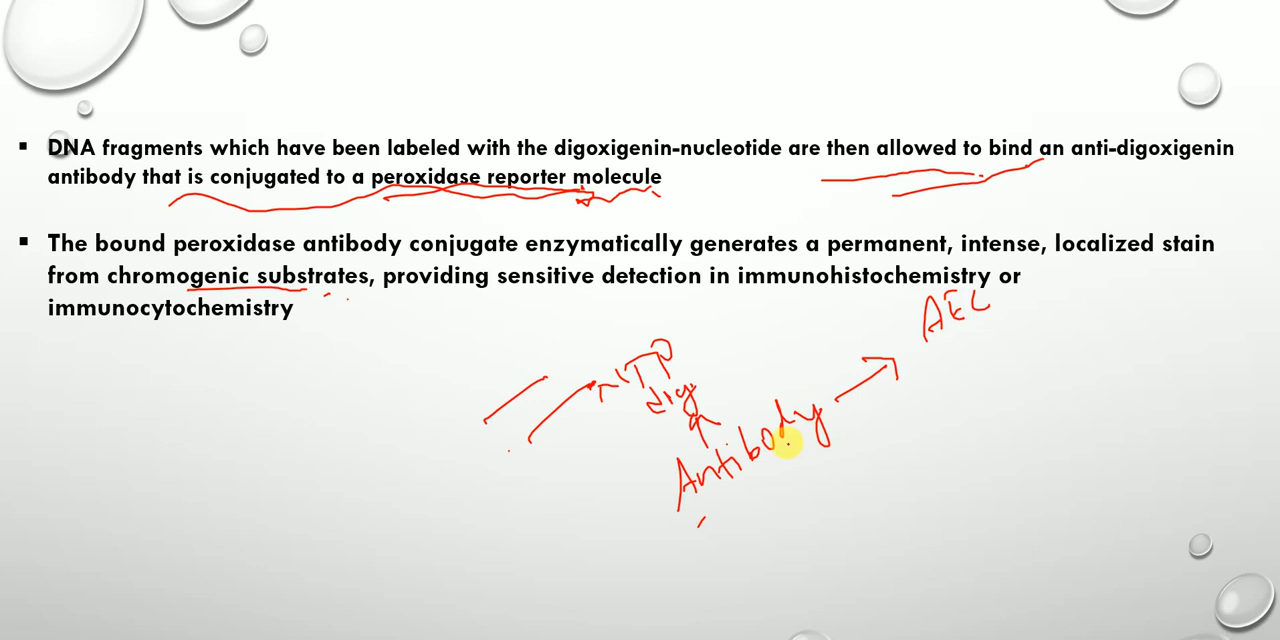 DNA fragments which have been labeled with the digoxigenin-nucleotide are then allowed to bind an anti-digoxigenin
antibody that is conjugated to a peroxidase reporter molecule
The bound peroxidase antibody conjugate enzymatically generates a permanent, intense, localized stain
from chromogenic substrates, providing sensitive detection in immunohistochemistry or
immunocytochemistry
AEC
dig
Antibody